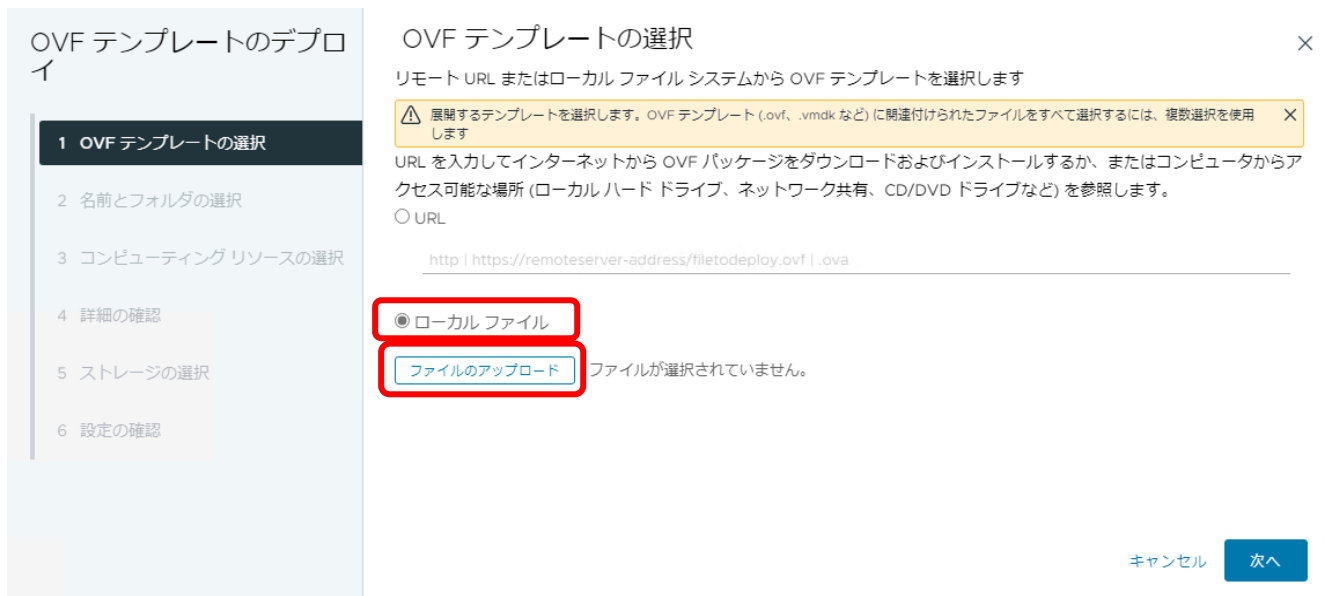 OVF テンプレートのデプロ
イ
1 OVF テンプレートの選択
2 名前とフォルダの選択
3 コンピューティング リソースの選択
4 詳細の確認
5 ストレージの選択
6 設定の確認
OVF テンプレートの選択
リモート URL またはローカル ファイル システムから OVF テンプレートを選択します
展開するテンプレートを選択します。OVF テンプレート (.ovf、.vmdk など) に関連付けられたファイルをすべて選択するには、複数選択を使用
します
URL を入力してインターネットから OVF パッケージをダウンロードおよびインストールするか、またはコンピュータからア
クセス可能な場所 (ローカル ハード ドライブ、ネットワーク共有、CD/DVD ドライブなど) を参照します。
URL
http | https://remoteserver-address/filetodeploy.ovf | .ova
ローカル ファイル
ファイルのアップロード ファイルが選択されていません。
キャンセル 次へ